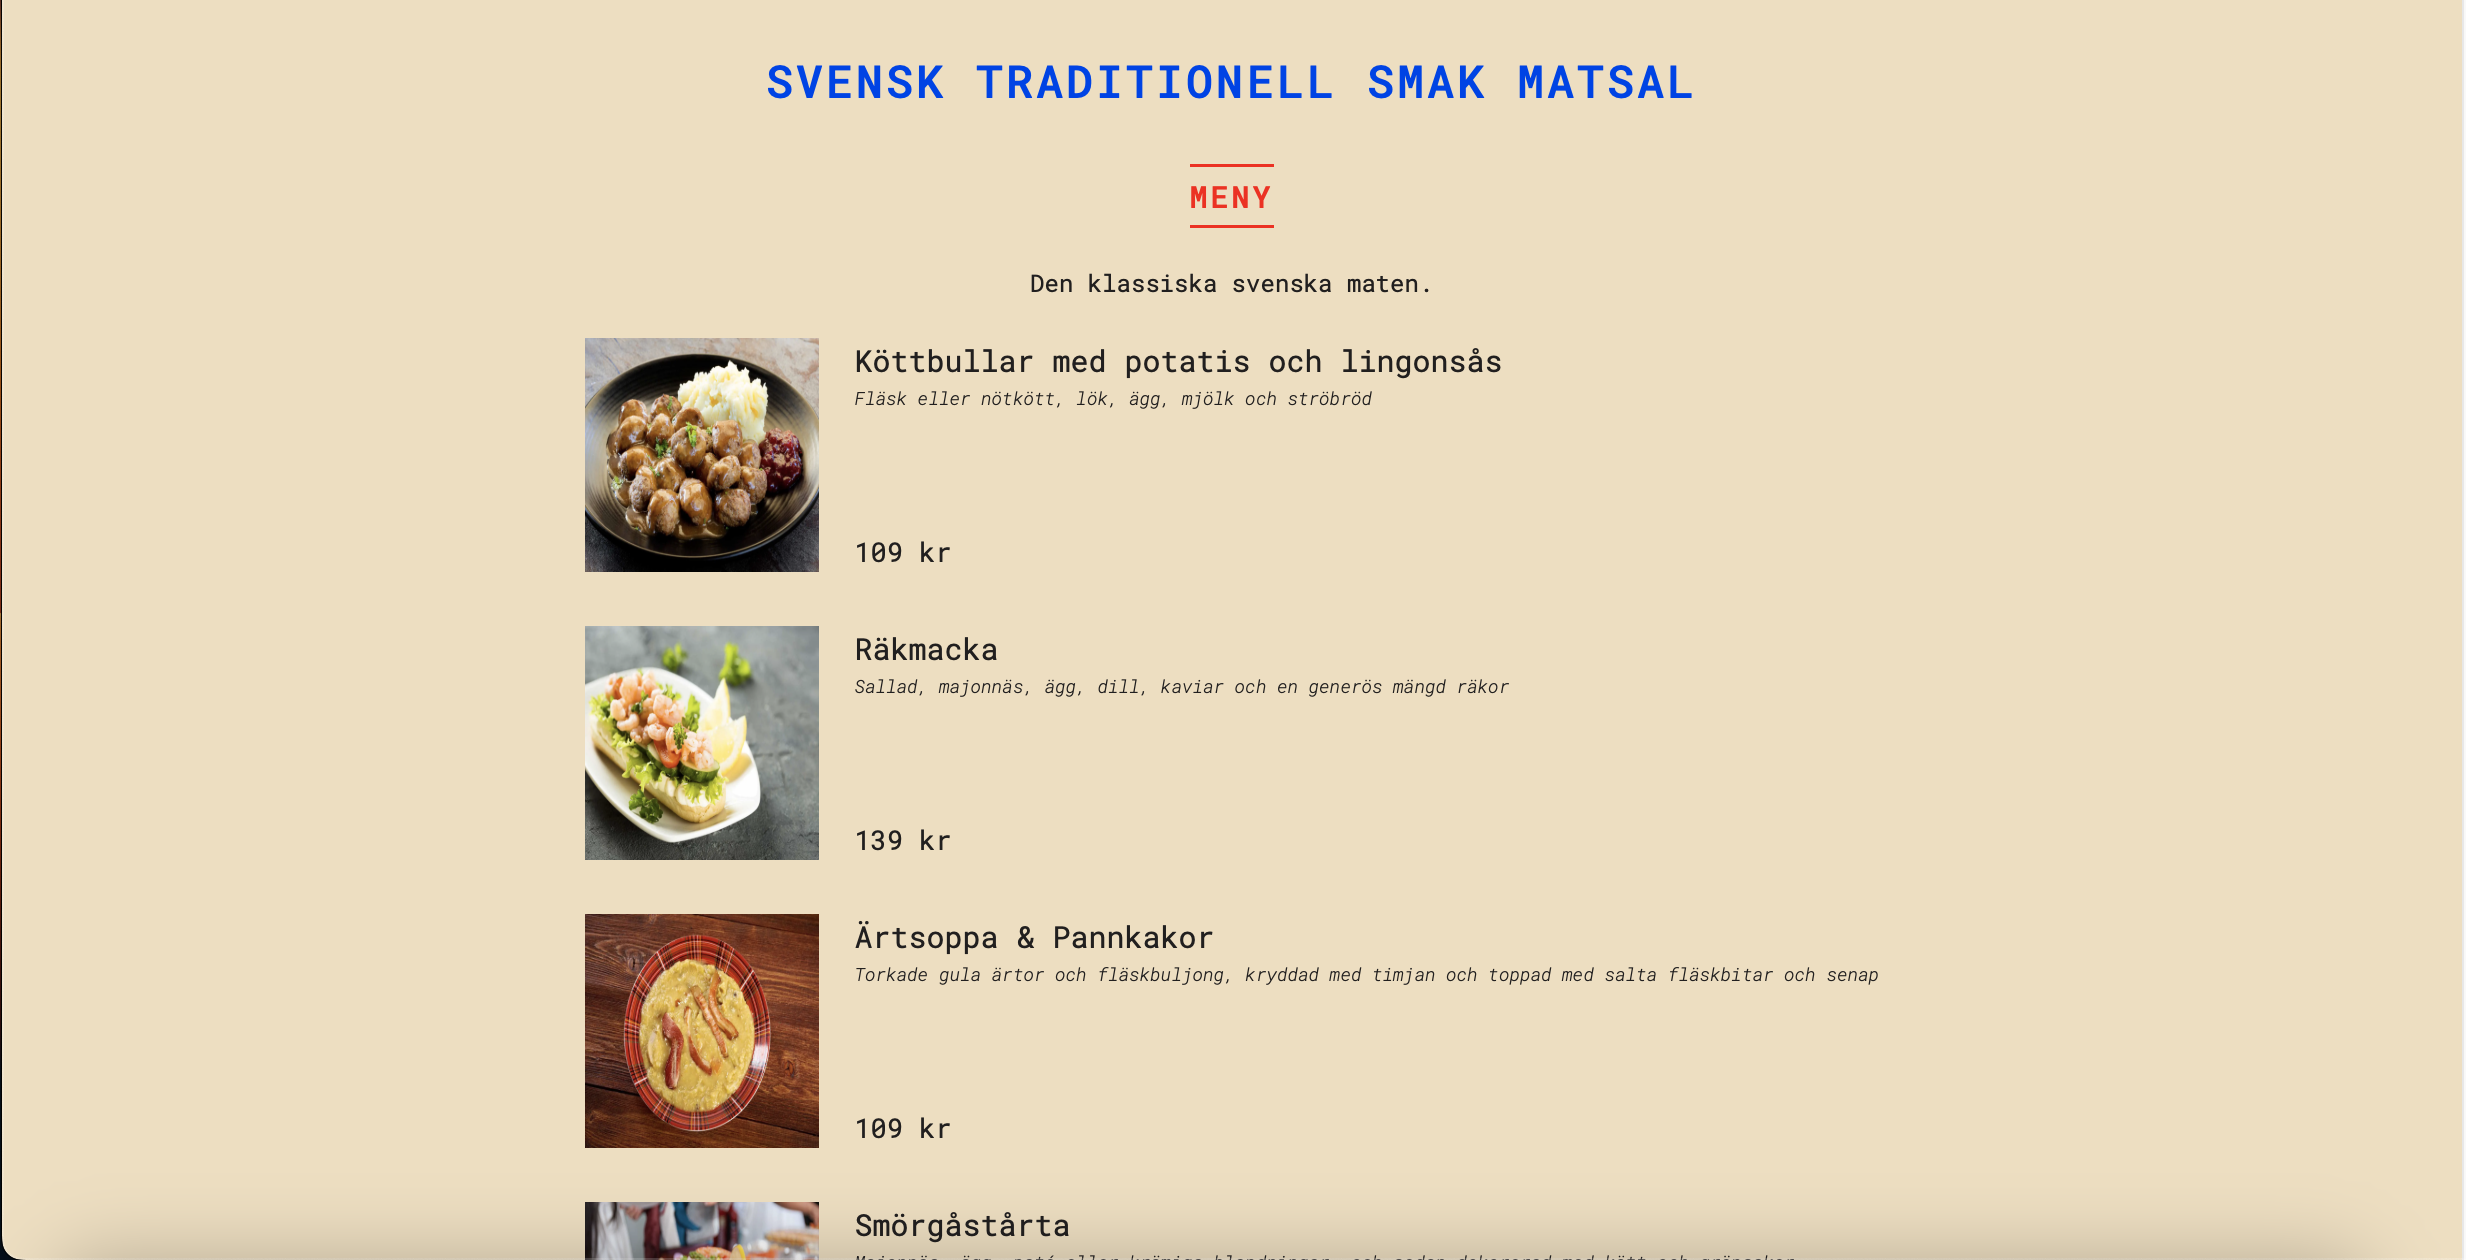 SVENSK TRADITIONELL SMAK MATSAL
MENY
Den klassiska svenska maten.
Köttbullar med potatis och lingonsås
Fläsk eller nötkött, lök, ägg, mjölk och ströbröd
109 kr
Räkmacka
Sallad, majonnäs, ägg, dill, kaviar och en generös mängd räkor
139 kr
Ärtsoppa & Pannkakor
Torkade gula ärtor och fläskbuljong, kryddad med timjan och toppad med salta fläskbitar och senap
109 kr
Smörgåstårta